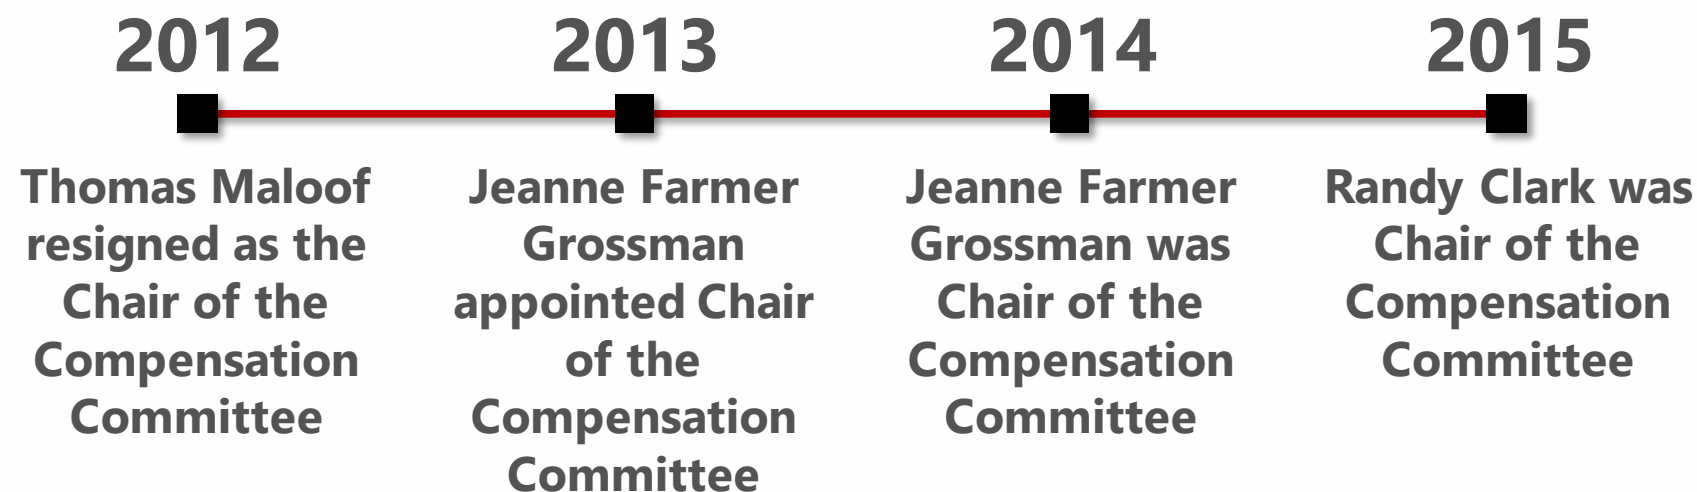 2012
Thomas Maloof
resigned as the
Chair of the
Compensation
Committee
2013
Jeanne Farmer
Grossman
appointed Chair
of the
Compensation
Committee
2014
Jeanne Farmer
Grossman was
Chair of the
Compensation
Committee
2015
Randy Clark was
Chair of the
Compensation
Committee